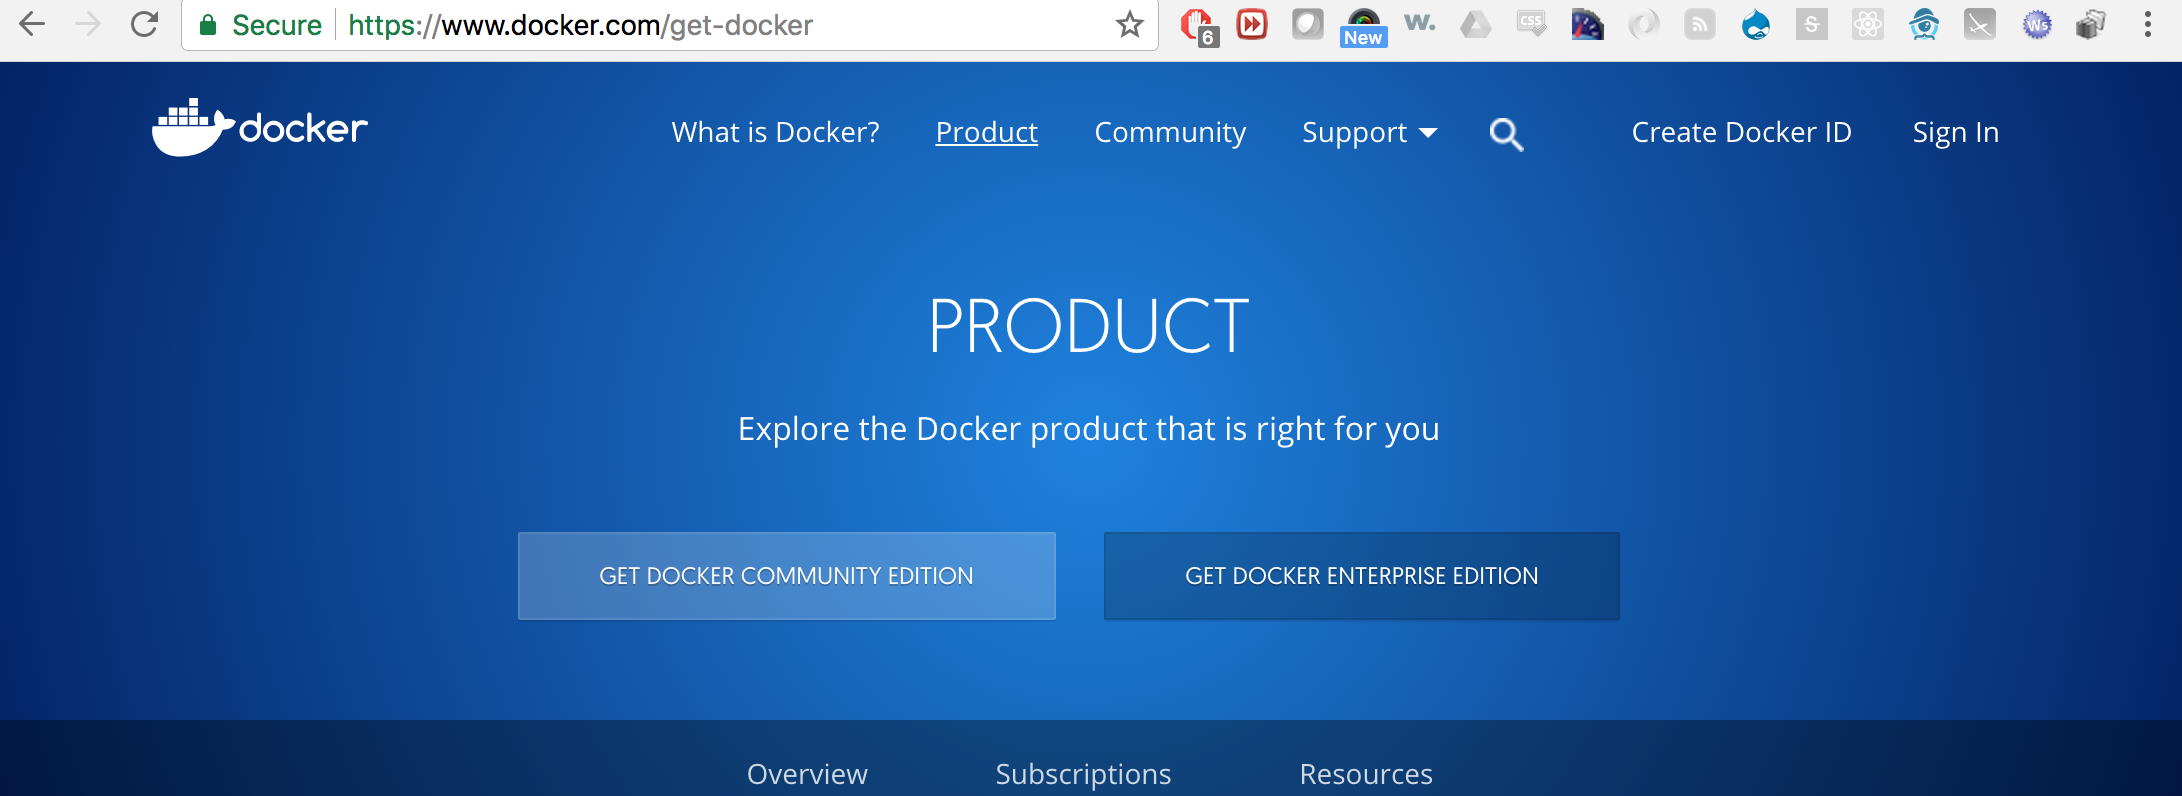 Secure https://www.docker.com/get-docker
6
New
W.
CSS
S
Ws
docker
What is Docker? Product Community Support Create Docker ID Sign In
PRODUCT
Explore the Docker product that is right for you
GET DOCKER COMMUNITY EDITION GET DOCKER ENTERPRISE EDITION
Overview Subscriptions Resources